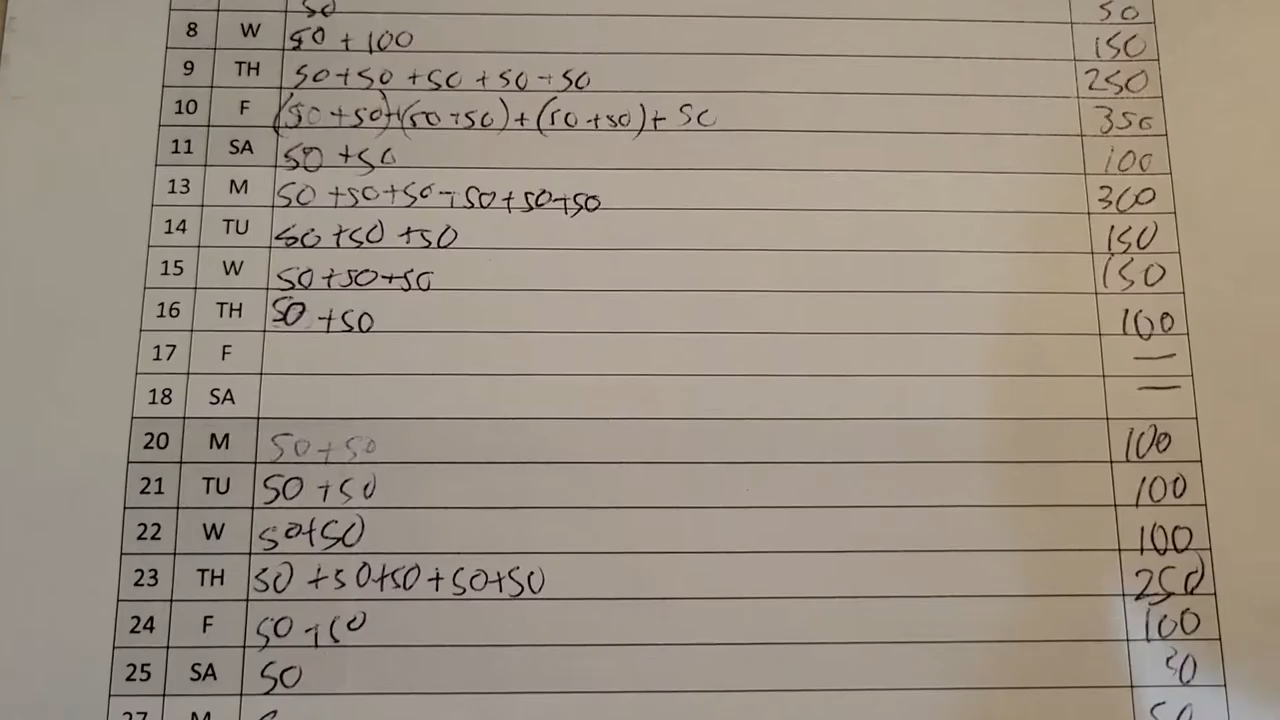 50 50
8 W 50 + 100 150
9 TH 50+50 +50 +50+50 250
10 F (50+50)+(50+50)+(50+50)+50 350
11 SA 50 +50 100
13 M 50+50+50+50+50+50 300
14 TU 50+50 +50 150
15 W 50+50+50 150
16 TH 50 +50 100
17 F —
18 SA —
20 M 50+50 100
21 TU 50 +50 100
22 W 50+50 100
23 TH 50 +50+50+50+50 250
24 F 50+50 100
25 SA 50 50
27 M 50